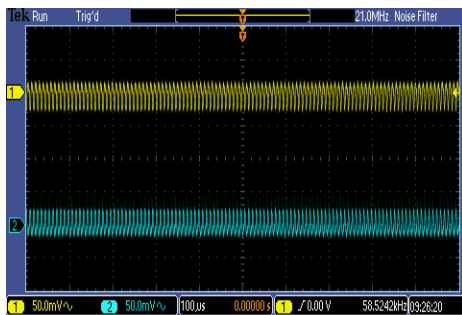 Tek Run Trig'd 21.0MHz Noise Filter
1
2
1 50.0mV∿ 2 50.0mV∿ 100µs 0.00000 s 1 ∫ 0.00 V 58.5242kHz 09:26:20